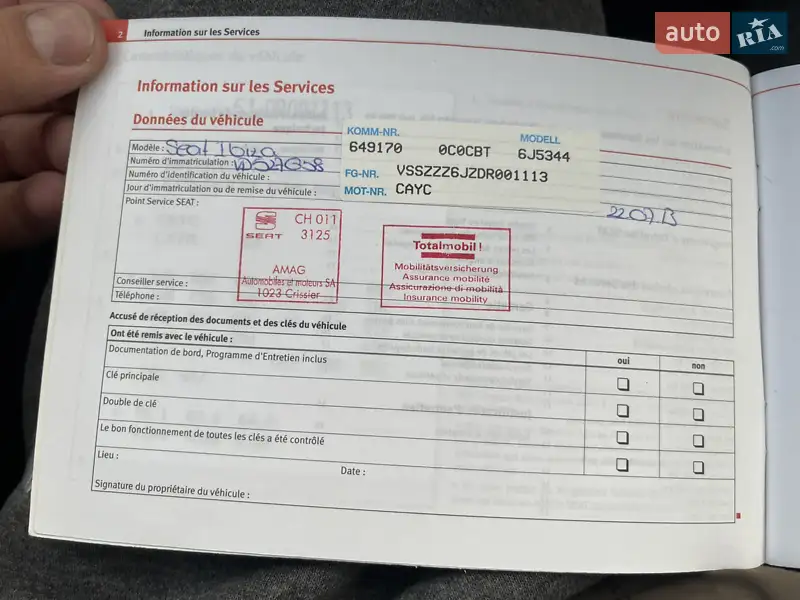 2 Information sur les Services
auto RIA .com
Information sur les Services
Données du véhicule
KOMM-NR. MODELL
649170 0C0CBT 6J5344
FG-NR. VSSZZZ6JZDR001113
MOT-NR. CAYC
Modèle : Seat Ibiza
Numéro d'immatriculation :
Numéro d'identification du véhicule :
Jour d'immatriculation ou de remise du véhicule : 22.07.13
Point Service SEAT :
CH 011
SEAT 3125
AMAG
Automobiles et moteurs SA
1023 Crissier
Totalmobil!
Mobilitätsversicherung
Assurance mobilité
Assicurazione di mobilità
Insurance mobility
Conseiller service :
Téléphone :
Accusé de réception des documents et des clés du véhicule
Ont été remis avec le véhicule : oui non
Documentation de bord, Programme d'Entretien inclus
Clé principale
Double de clé
Le bon fonctionnement de toutes les clés a été contrôlé
Lieu : Date :
Signature du propriétaire du véhicule :